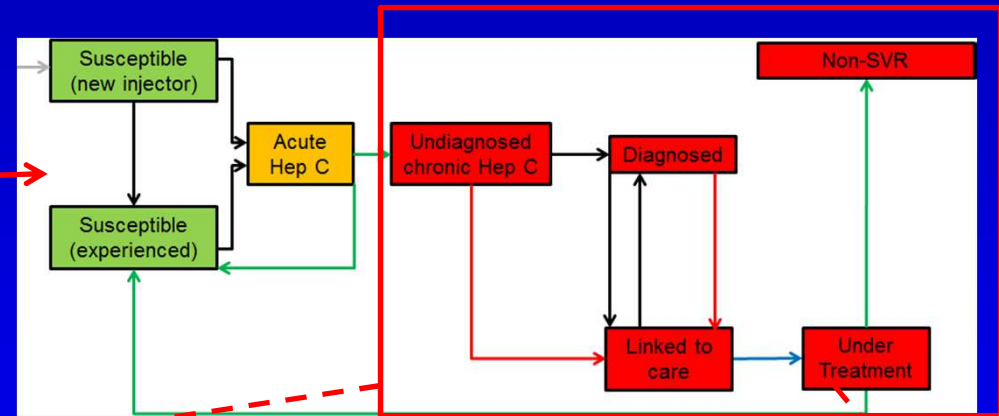 Susceptible
(new injector)
Non-SVR
Acute
Hep C
Undiagnosed
chronic Hep C
Diagnosed
Susceptible
(experienced)
Linked to
care
Under
Treatment